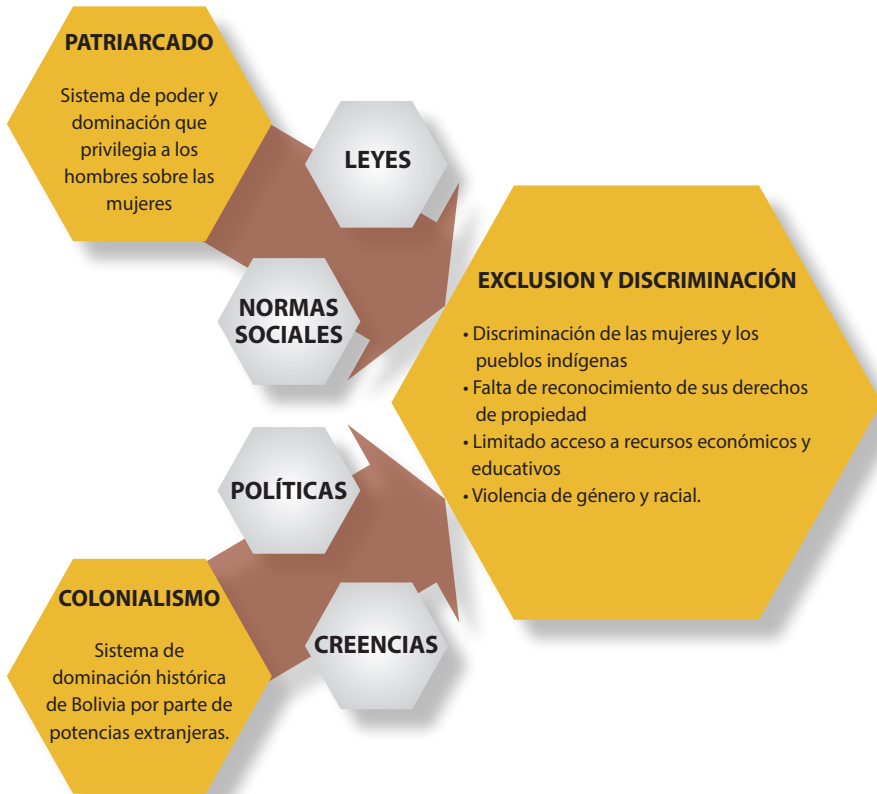 PATRIARCADO
Sistema de poder y
dominación que
privilegia a los
hombres sobre las
mujeres
LEYES
NORMAS
SOCIALES
EXCLUSION Y DISCRIMINACIÓN
• Discriminación de las mujeres y los
pueblos indígenas
• Falta de reconocimiento de sus derechos
de propiedad
• Limitado acceso a recursos económicos y
educativos
• Violencia de género y racial.
POLÍTICAS
COLONIALISMO
Sistema de
dominación histórica
de Bolivia por parte de
potencias extranjeras.
CREENCIAS